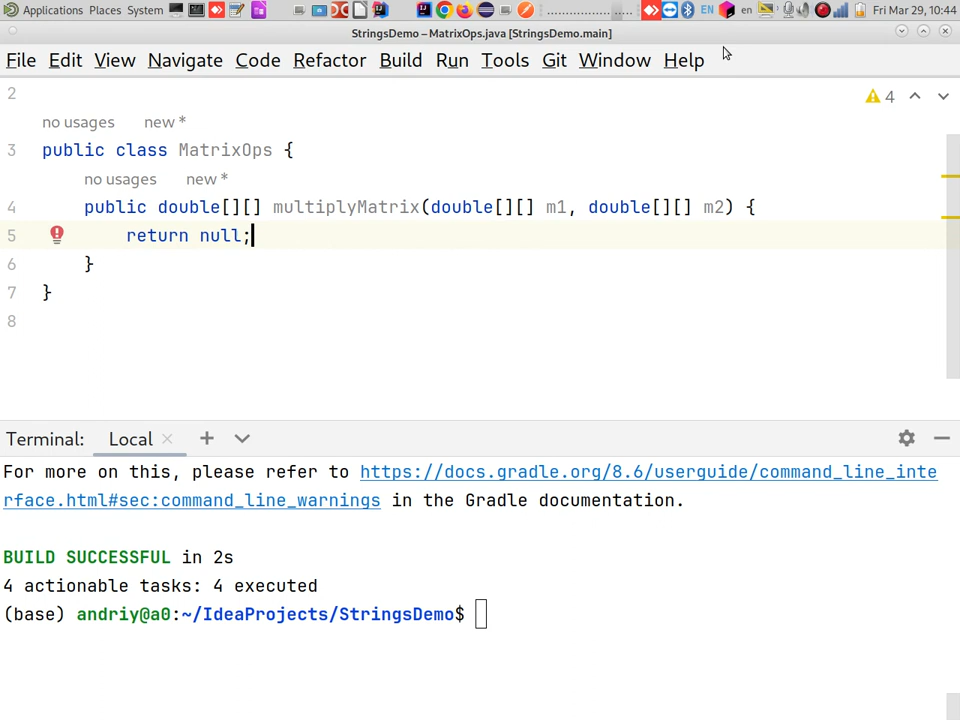 Applications Places System EN en Fri Mar 29, 10:44
StringsDemo – MatrixOps.java [StringsDemo.main]
File Edit View Navigate Code Refactor Build Run Tools Git Window Help
2 4
no usages new *
3 public class MatrixOps {
no usages new *
4 public double[][] multiplyMatrix(double[][] m1, double[][] m2) {
5 return null;
6 }
7 }
8
Terminal: Local
For more on this, please refer to https://docs.gradle.org/8.6/userguide/command_line_inte
rface.html#sec:command_line_warnings in the Gradle documentation.
BUILD SUCCESSFUL in 2s
4 actionable tasks: 4 executed
(base) andriy@a0:~/IdeaProjects/StringsDemo$